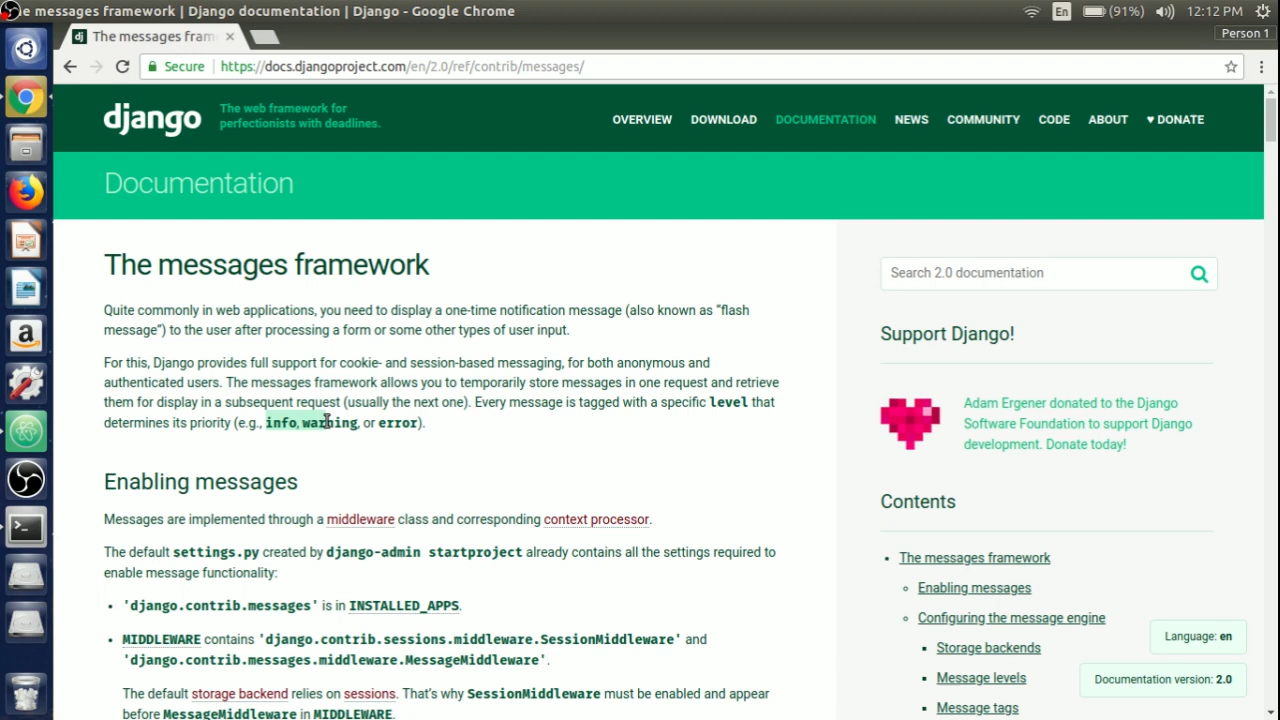 e messages framework | Django documentation | Django - Google Chrome
En
(91%)
12:12 PM
The messages fram
Person 1
Secure
https://docs.djangoproject.com/en/2.0/ref/contrib/messages/
django
The web framework for
perfectionists with deadlines.
OVERVIEW DOWNLOAD DOCUMENTATION NEWS COMMUNITY CODE ABOUT ♥ DONATE
Documentation
The messages framework
Quite commonly in web applications, you need to display a one-time notification message (also known as “flash
message”) to the user after processing a form or some other types of user input.
For this, Django provides full support for cookie- and session-based messaging, for both anonymous and
authenticated users. The messages framework allows you to temporarily store messages in one request and retrieve
them for display in a subsequent request (usually the next one). Every message is tagged with a specific level that
determines its priority (e.g., info, warning, or error).
Enabling messages
Messages are implemented through a middleware class and corresponding context processor.
The default settings.py created by django-admin startproject already contains all the settings required to
enable message functionality:
• 'django.contrib.messages' is in INSTALLED_APPS.
• MIDDLEWARE contains 'django.contrib.sessions.middleware.SessionMiddleware' and
'django.contrib.messages.middleware.MessageMiddleware'.
The default storage backend relies on sessions. That’s why SessionMiddleware must be enabled and appear
before MessageMiddleware in MIDDLEWARE.
Search 2.0 documentation
Support Django!
Adam Ergener donated to the Django
Software Foundation to support Django
development. Donate today!
Contents
The messages framework
Enabling messages
Configuring the message engine
Storage backends
Message levels
Message tags
Language: en
Documentation version: 2.0